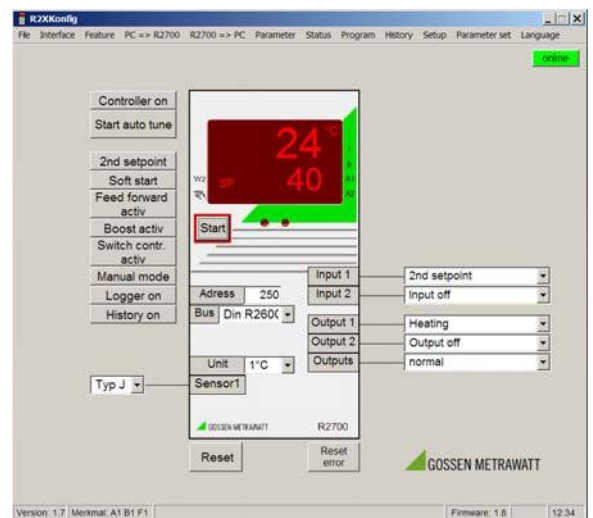 R2XKonfig
File Interface Feature PC => R2700 R2700 => PC Parameter Status Program History Setup Parameter set Language
online
Controller on
Start auto tune
2nd setpoint
Soft start
Feed forward
activ
Boost activ
Switch contr.
activ
Manual mode
Logger on
History on
24 °C
W2 SP 40
A1
A2
Start
Input 1 2nd setpoint
Adress 250 Input 2 Input off
Bus Din R2600
Output 1 Heating
Output 2 Output off
Unit 1°C Outputs normal
Typ J Sensor1
GOSSEN METRAWATT R2700
Reset Reset
error
GOSSEN METRAWATT
Version: 1.7 Merkmal: A1 B1 F1 Firmware: 1.8 12:34